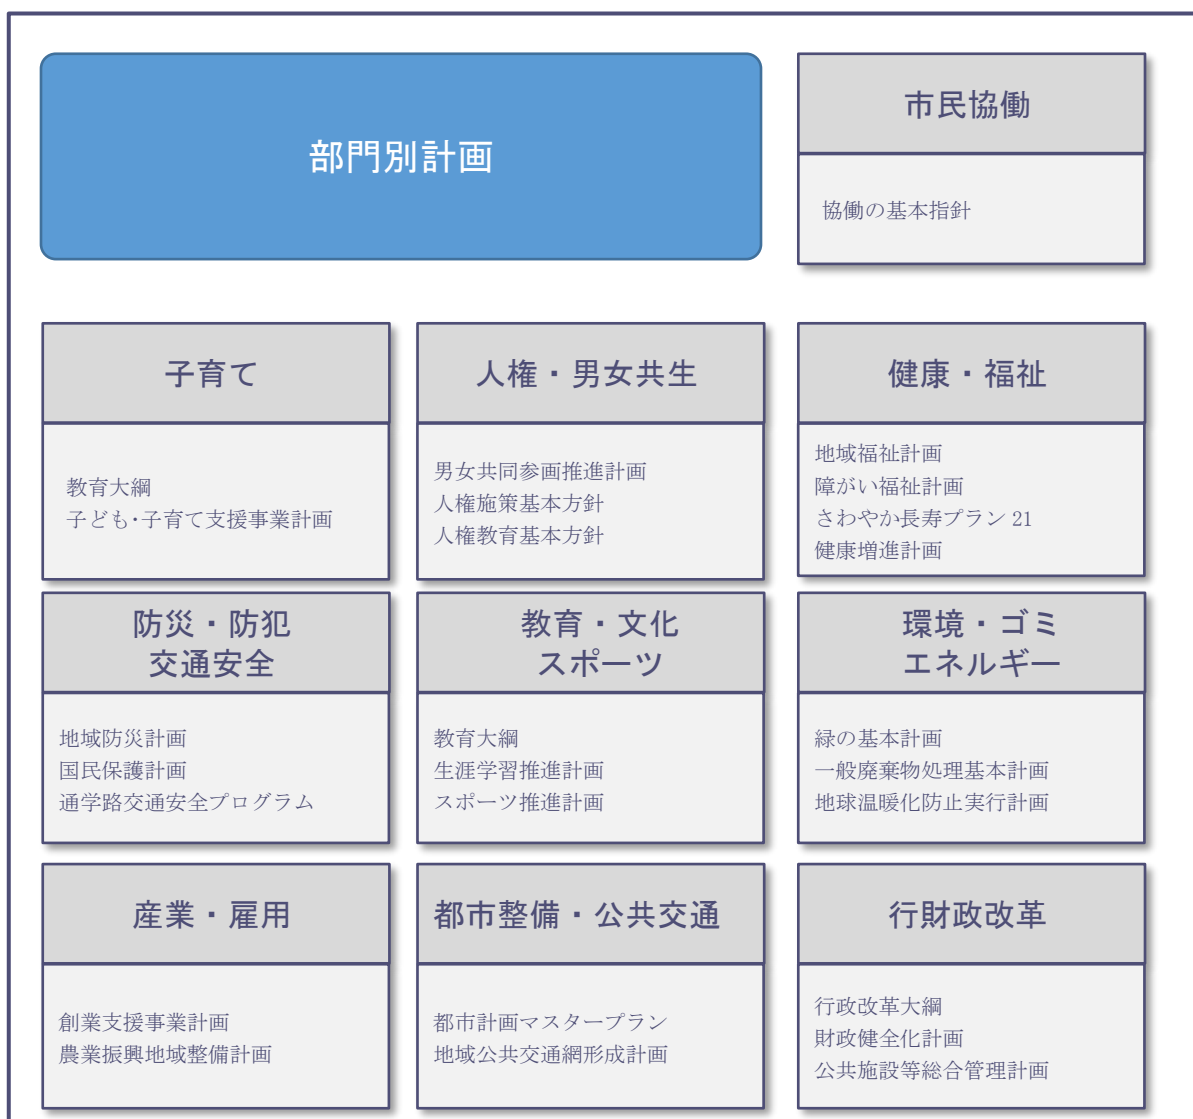 部門別計画
市民協働
協働の基本指針
子育て
教育大綱
子ども・子育て支援事業計画
人権・男女共生
男女共同参画推進計画
人権施策基本方針
人権教育基本方針
健康・福祉
地域福祉計画
障がい福祉計画
さわやか長寿プラン 21
健康増進計画
防災・防犯
交通安全
地域防災計画
国民保護計画
通学路交通安全プログラム
教育・文化
スポーツ
教育大綱
生涯学習推進計画
スポーツ推進計画
環境・ゴミ
エネルギー
緑の基本計画
一般廃棄物処理基本計画
地球温暖化防止実行計画
産業・雇用
創業支援事業計画
農業振興地域整備計画
都市整備・公共交通
都市計画マスタープラン
地域公共交通網形成計画
行財政改革
行政改革大綱
財政健全化計画
公共施設等総合管理計画